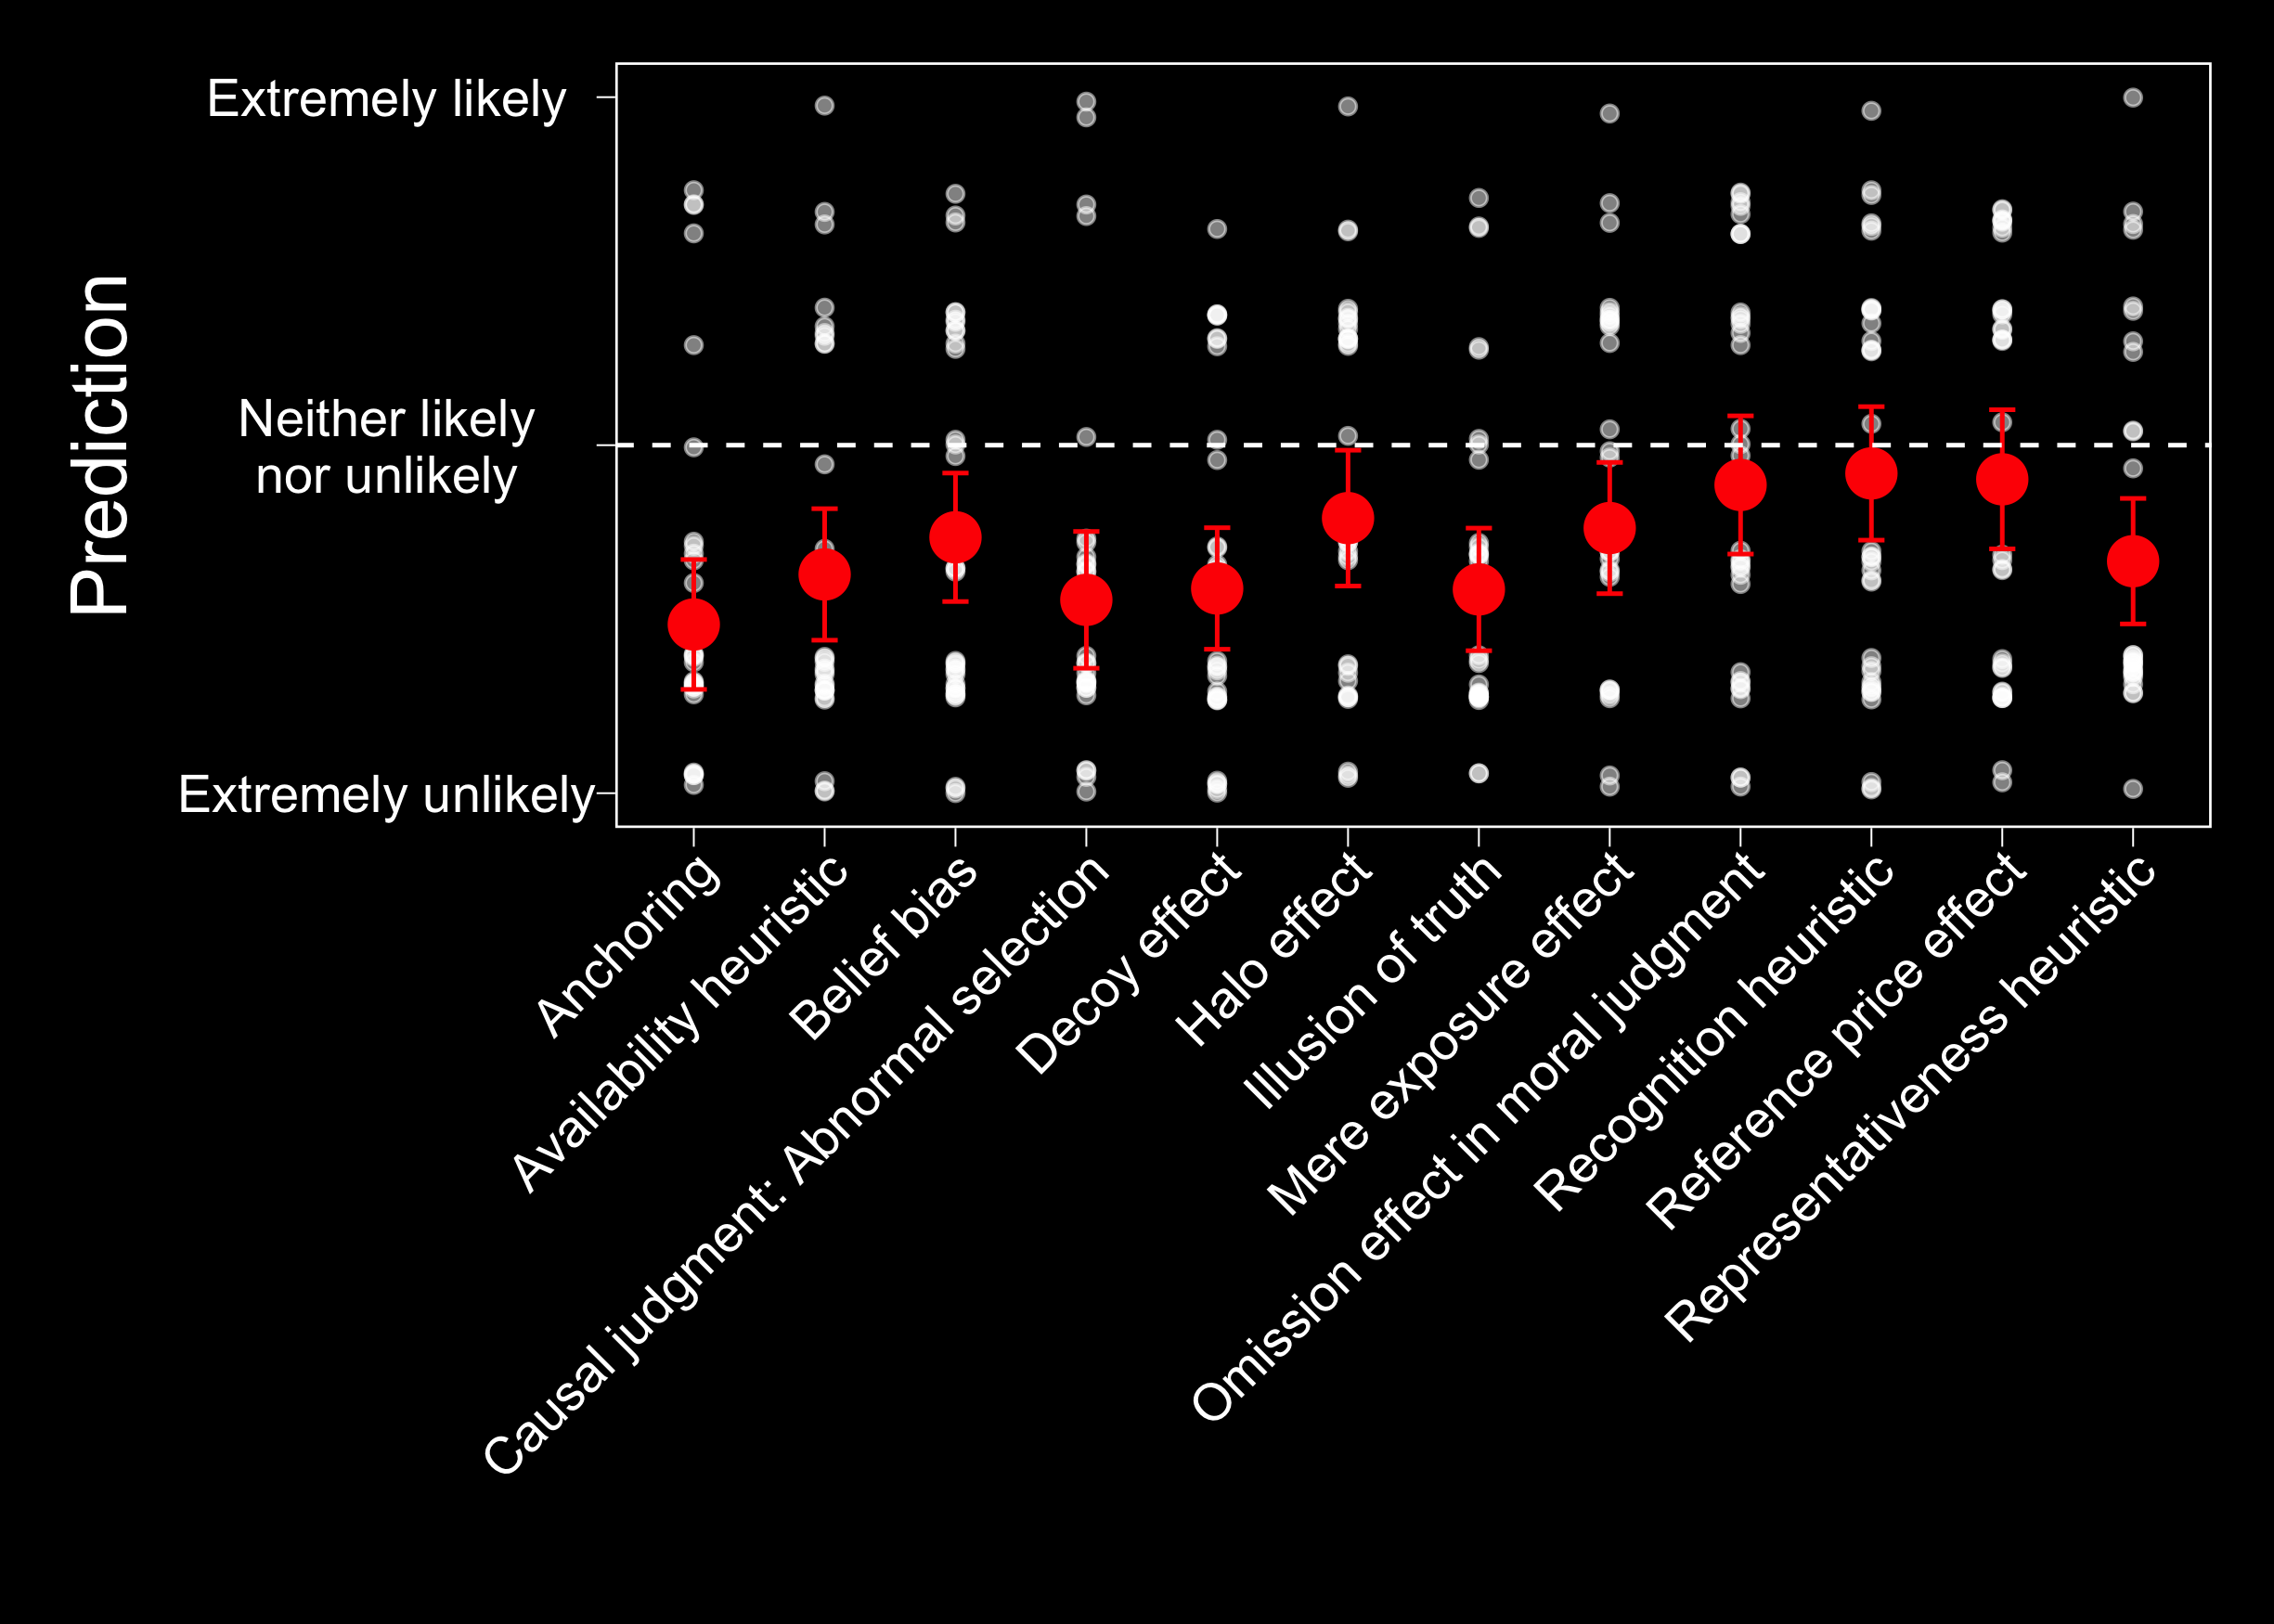 Prediction
Extremely likely
Neither likely
nor unlikely
Extremely unlikely
Anchoring
Availability heuristic
Belief bias
Causal judgment: Abnormal selection
Decoy effect
Halo effect
Illusion of truth
Mere exposure effect
Omission effect in moral judgment
Recognition heuristic
Reference price effect
Representativeness heuristic